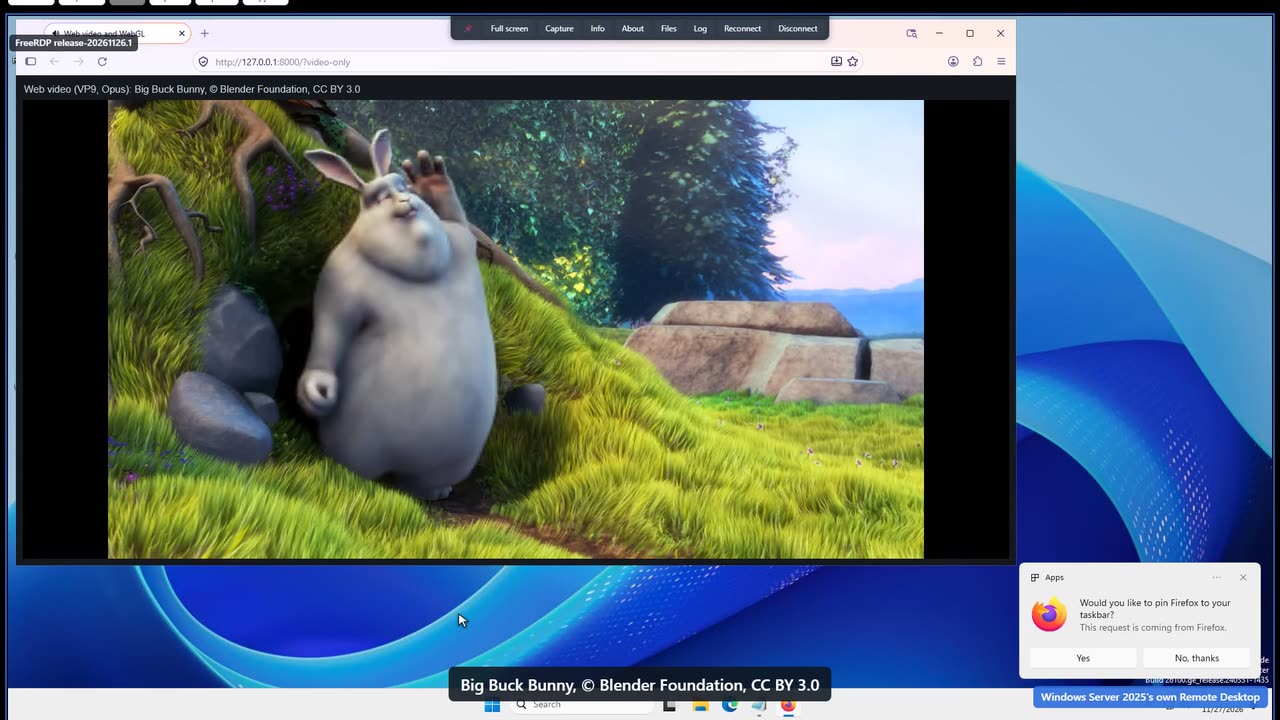 Full screen Capture Info About Files Log Reconnect Disconnect
Web video and WebGL
FreeRDP release-20261126.1
http://127.0.0.1:8000/?video-only
Web video (VP9, Opus): Big Buck Bunny, © Blender Foundation, CC BY 3.0
Apps
Would you like to pin Firefox to your
taskbar?
This request is coming from Firefox.
Yes No, thanks
Big Buck Bunny, © Blender Foundation, CC BY 3.0
Windows Server 2025's own Remote Desktop
Search
11/27/2026